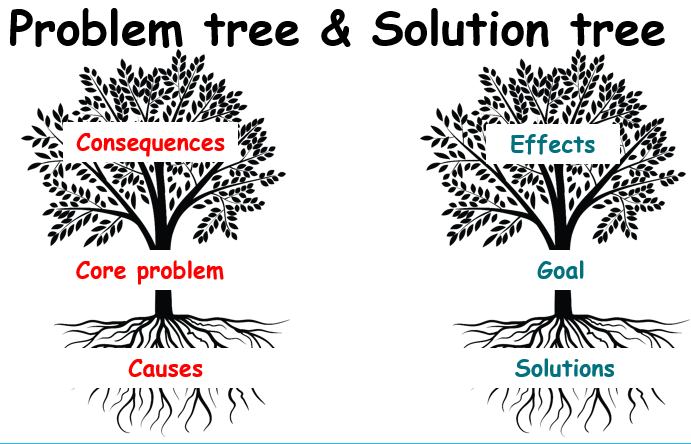 Problem tree & Solution tree
Consequences
Effects
Core problem
Goal
Causes
Solutions